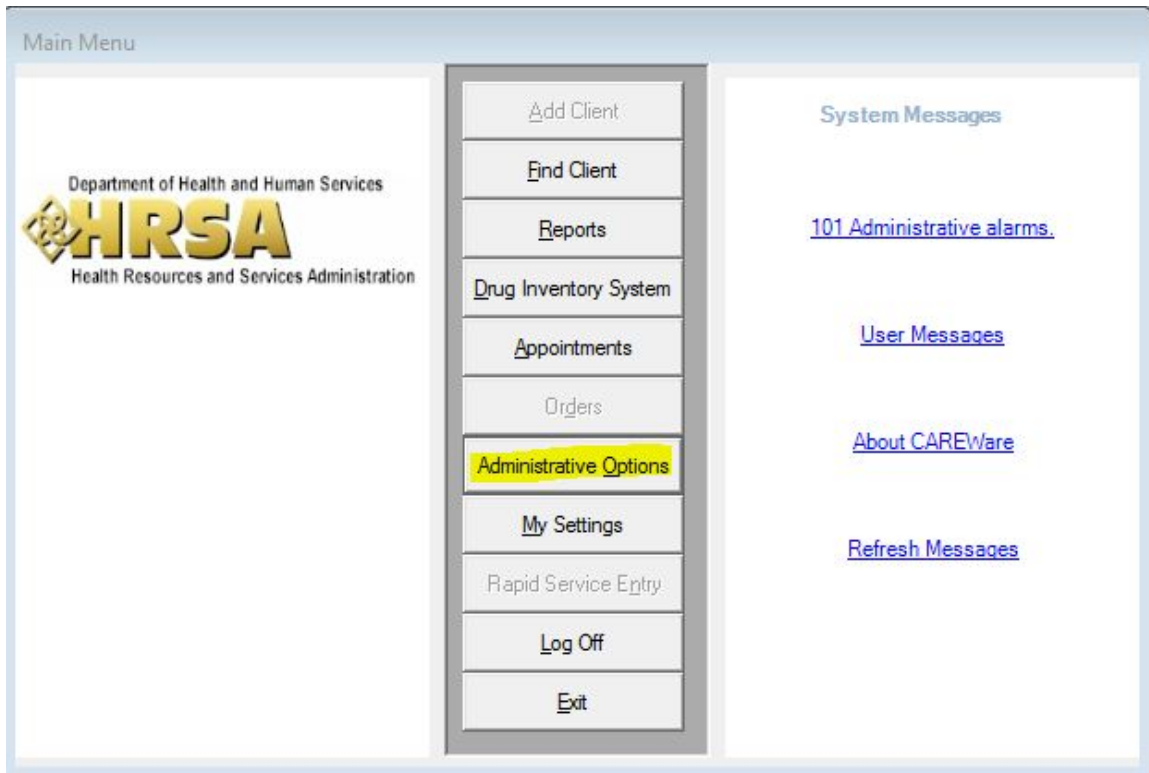 Main Menu
Department of Health and Human Services
HRSA
Health Resources and Services Administration
Add Client
Find Client
Reports
Drug Inventory System
Appointments
Orders
Administrative Options
My Settings
Rapid Service Entry
Log Off
Exit
System Messages
101 Administrative alarms.
User Messages
About CAREWare
Refresh Messages